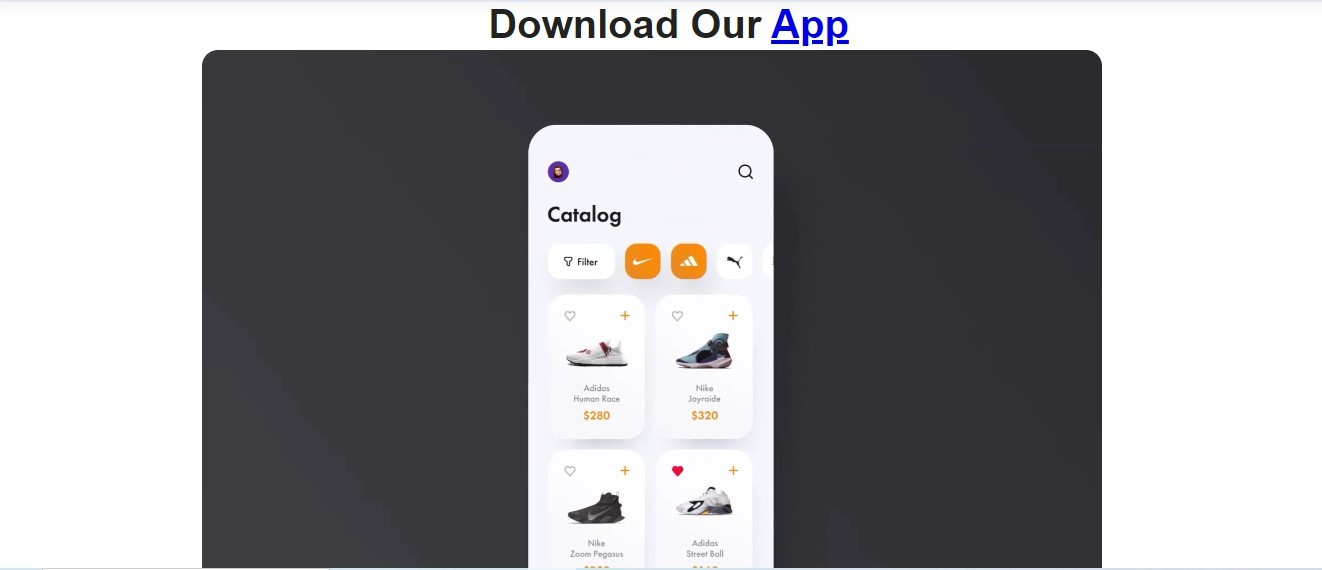 Download Our App
Catalog
Filter
Adidas
Human Race
$280
Nike
Joyraide
$320
Nike
Zoom Pegasus
Adidas
Street Ball